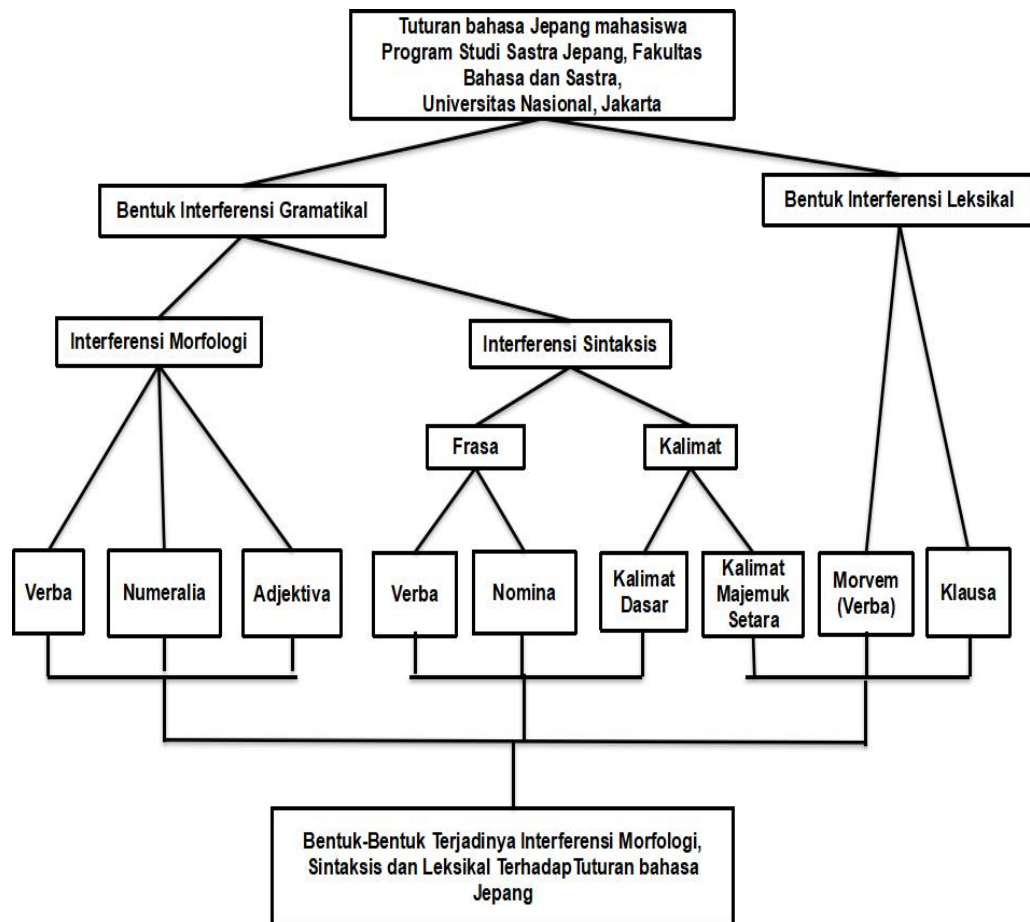 Tuturan bahasa Jepang mahasiswa
Program Studi Sastra Jepang, Fakultas
Bahasa dan Sastra,
Universitas Nasional, Jakarta
Bentuk Interferensi Gramatikal
Bentuk Interferensi Leksikal
Interferensi Morfologi
Interferensi Sintaksis
Frasa
Kalimat
Verba
Numeralia
Adjektiva
Verba
Nomina
Kalimat
Dasar
Kalimat
Majemuk
Setara
Morvem
(Verba)
Klausa
Bentuk-Bentuk Terjadinya Interferensi Morfologi,
Sintaksis dan Leksikal TerhadapTuturan bahasa
Jepang